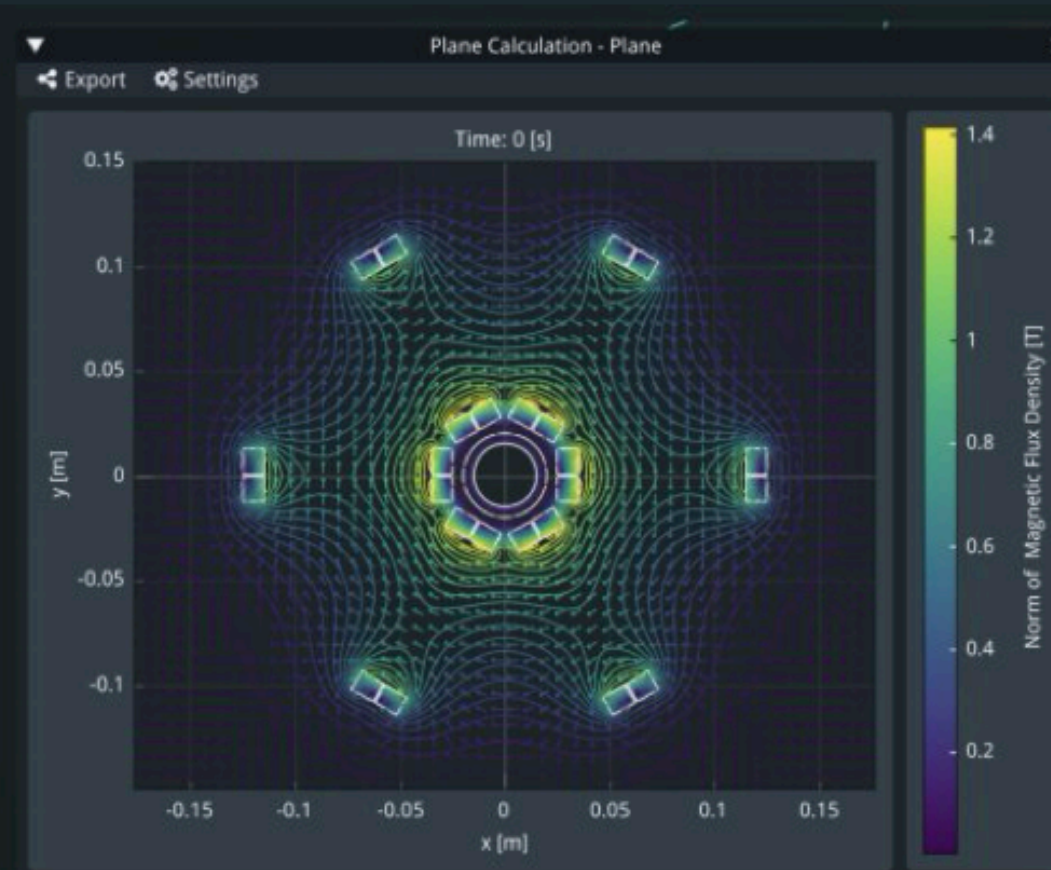 Plane Calculation - Plane
Export Settings
Time: 0 [s]
0.15
0.1
0.05
0
-0.05
-0.1
y [m]
-0.15 -0.1 -0.05 0 0.05 0.1 0.15
x [m]
1.4
1.2
1
0.8
0.6
0.4
0.2
Norm of Magnetic Flux Density [T]